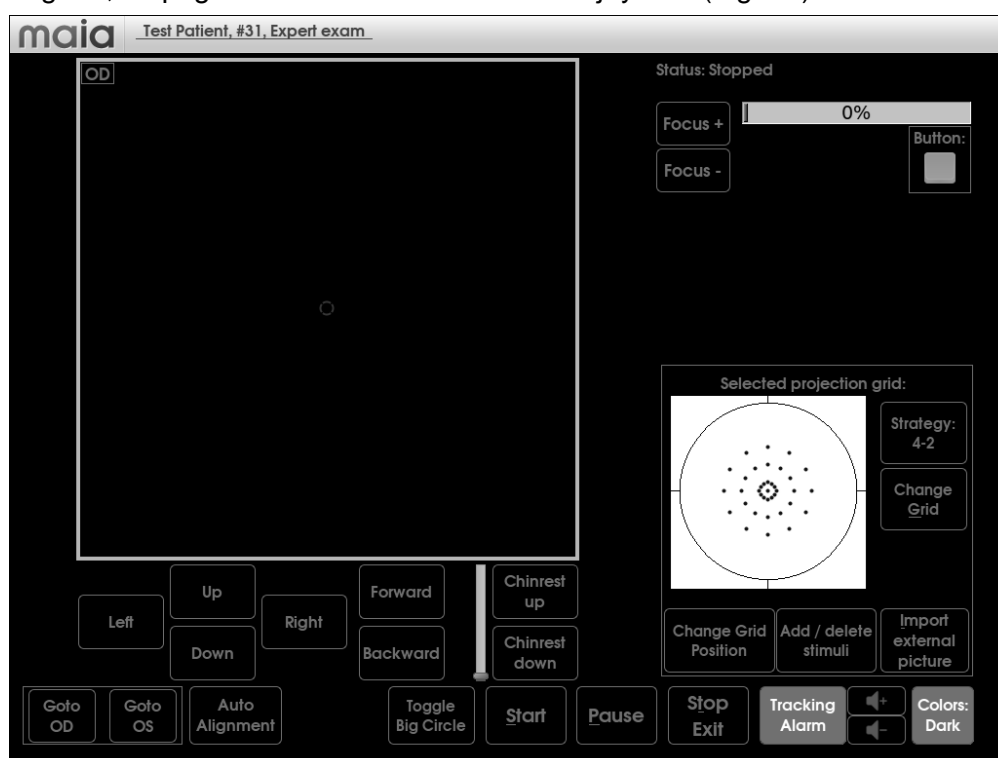 maia
Test Patient, #31, Expert exam
OD
Status: Stopped
Focus +
0%
Button:
Focus -
Selected projection grid:
Strategy:
4-2
Change
Grid
Left
Up
Down
Right
Forward
Backward
Chinrest
up
Chinrest
down
Change Grid
Position
Add / delete
stimuli
Import
external
picture
Goto
OD
Goto
OS
Auto
Alignment
Toggle
Big Circle
Start
Pause
Stop
Exit
Tracking
Alarm
+
−
Colors:
Dark